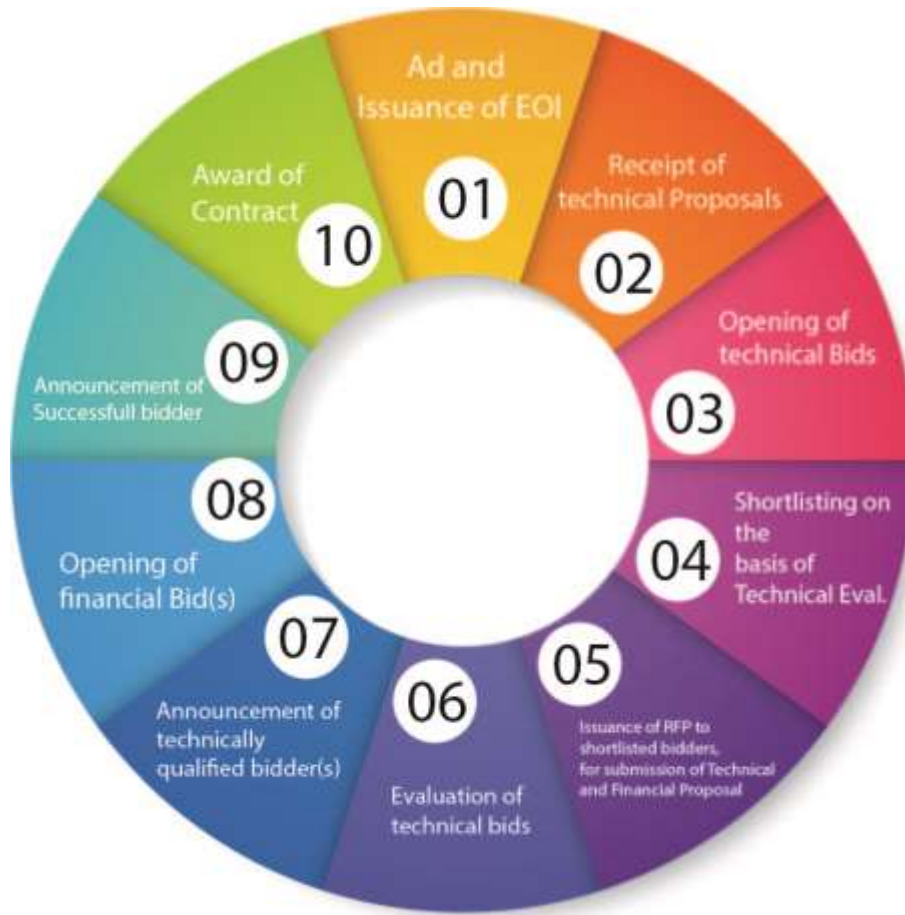 Ad and
Issuance of EOI
01
Receipt of
technical Proposals
02
Opening of
technical Bids
03
Shortlisting on
the
basis of
Technical Eval.
04
05
Issuance of RFP to
shortlisted bidders,
for submission of Technical
and Financial Proposal
06
Evaluation of
technical bids
07
Announcement of
technically
qualified bidder(s)
08
Opening of
financial Bid(s)
09
Announcement of
Successfull bidder
Award of
Contract
10